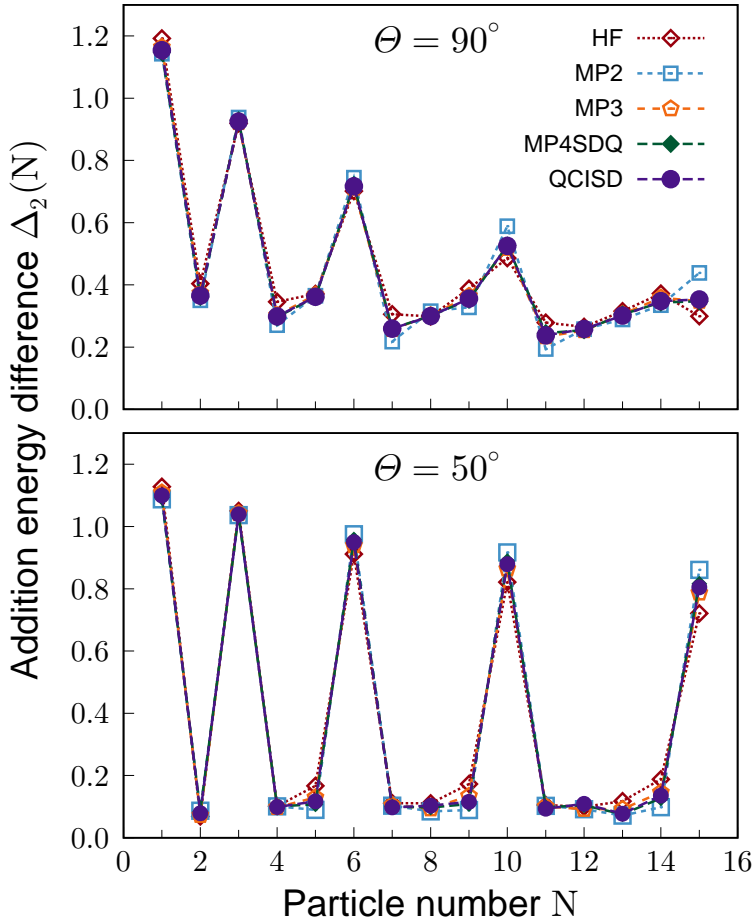 Θ = 90°
HF
MP2
MP3
MP4SDQ
QCISD
1.2
1.0
0.8
0.6
0.4
0.2
0.0
Addition energy difference Δ₂(N)
Θ = 50°
1.2
1.0
0.8
0.6
0.4
0.2
0.0
0 2 4 6 8 10 12 14 16
Particle number N